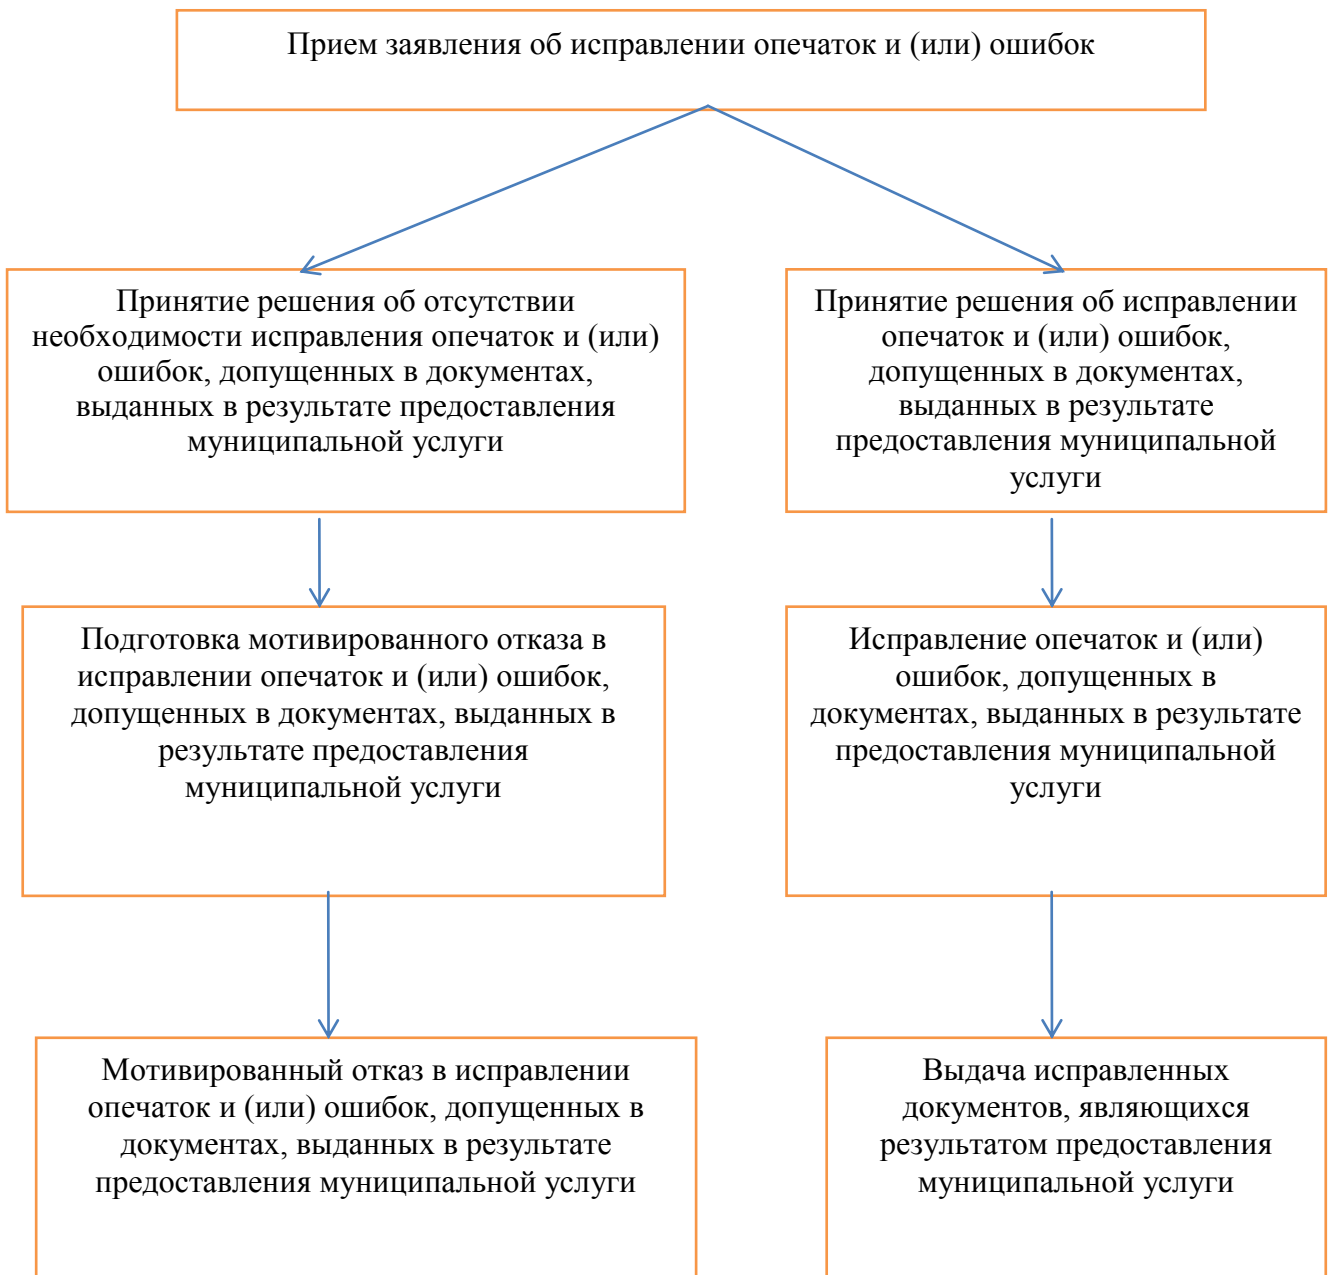 Прием заявления об исправлении опечаток и (или) ошибок
Принятие решения об отсутствии
необходимости исправления опечаток и (или)
ошибок, допущенных в документах,
выданных в результате предоставления
муниципальной услуги
Принятие решения об исправлении
опечаток и (или) ошибок,
допущенных в документах,
выданных в результате
предоставления муниципальной
услуги
Подготовка мотивированного отказа в
исправлении опечаток и (или) ошибок,
допущенных в документах, выданных в
результате предоставления
муниципальной услуги
Исправление опечаток и (или)
ошибок, допущенных в
документах, выданных в результате
предоставления муниципальной
услуги
Мотивированный отказ в исправлении
опечаток и (или) ошибок, допущенных в
документах, выданных в результате
предоставления муниципальной услуги
Выдача исправленных
документов, являющихся
результатом предоставления
муниципальной услуги